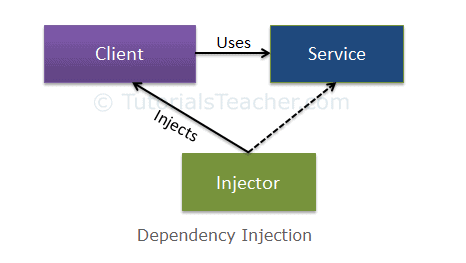 Client
Uses
Service
© TutorialsTeacher.com
Injects
Injector
Dependency Injection